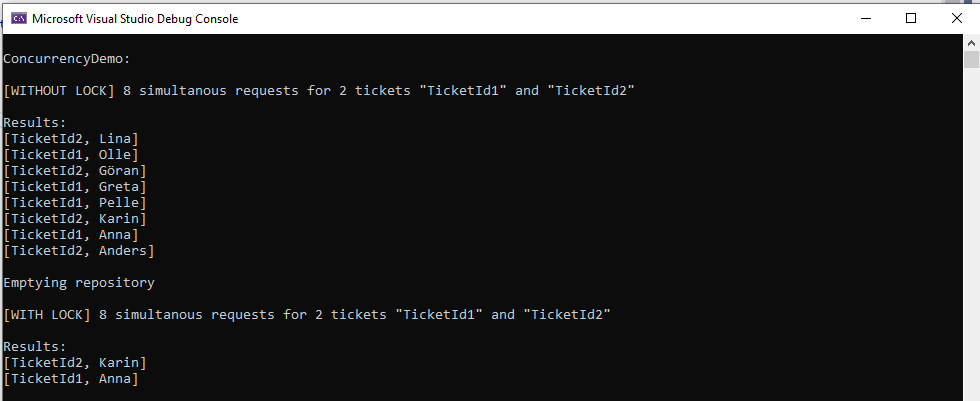 Microsoft Visual Studio Debug Console
ConcurrencyDemo:
[WITHOUT LOCK] 8 simultanous requests for 2 tickets "TicketId1" and "TicketId2"
Results:
[TicketId2, Lina]
[TicketId1, Olle]
[TicketId2, Göran]
[TicketId1, Greta]
[TicketId1, Pelle]
[TicketId2, Karin]
[TicketId1, Anna]
[TicketId2, Anders]
Emptying repository
[WITH LOCK] 8 simultanous requests for 2 tickets "TicketId1" and "TicketId2"
Results:
[TicketId2, Karin]
[TicketId1, Anna]